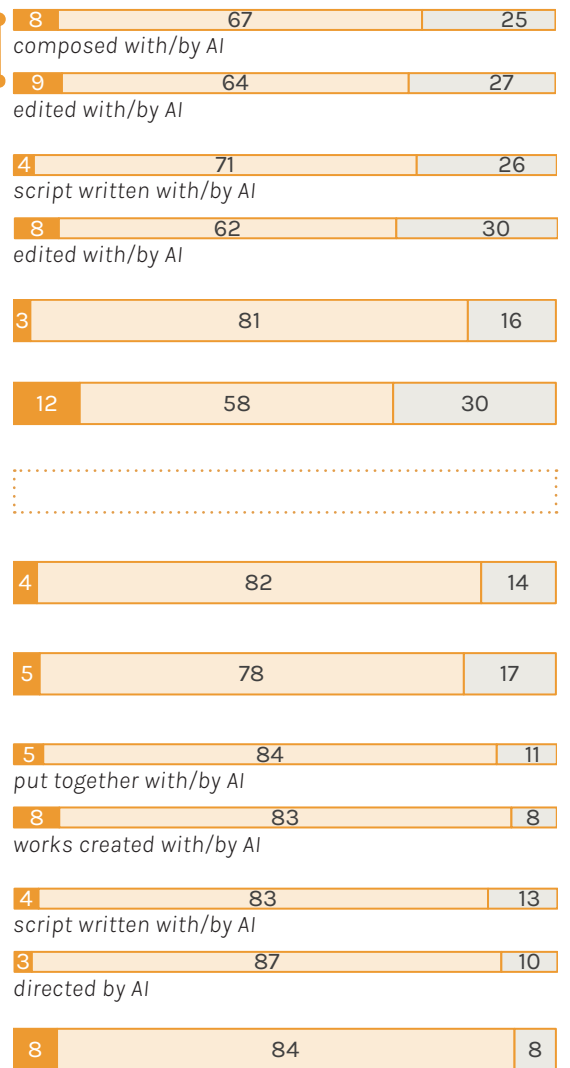 8 67 25
composed with/by AI
9 64 27
edited with/by AI
4 71 26
script written with/by AI
8 62 30
edited with/by AI
3 81 16
12 58 30
4 82 14
5 78 17
5 84 11
put together with/by AI
8 83 8
works created with/by AI
4 83 13
script written with/by AI
3 87 10
directed by AI
8 84 8